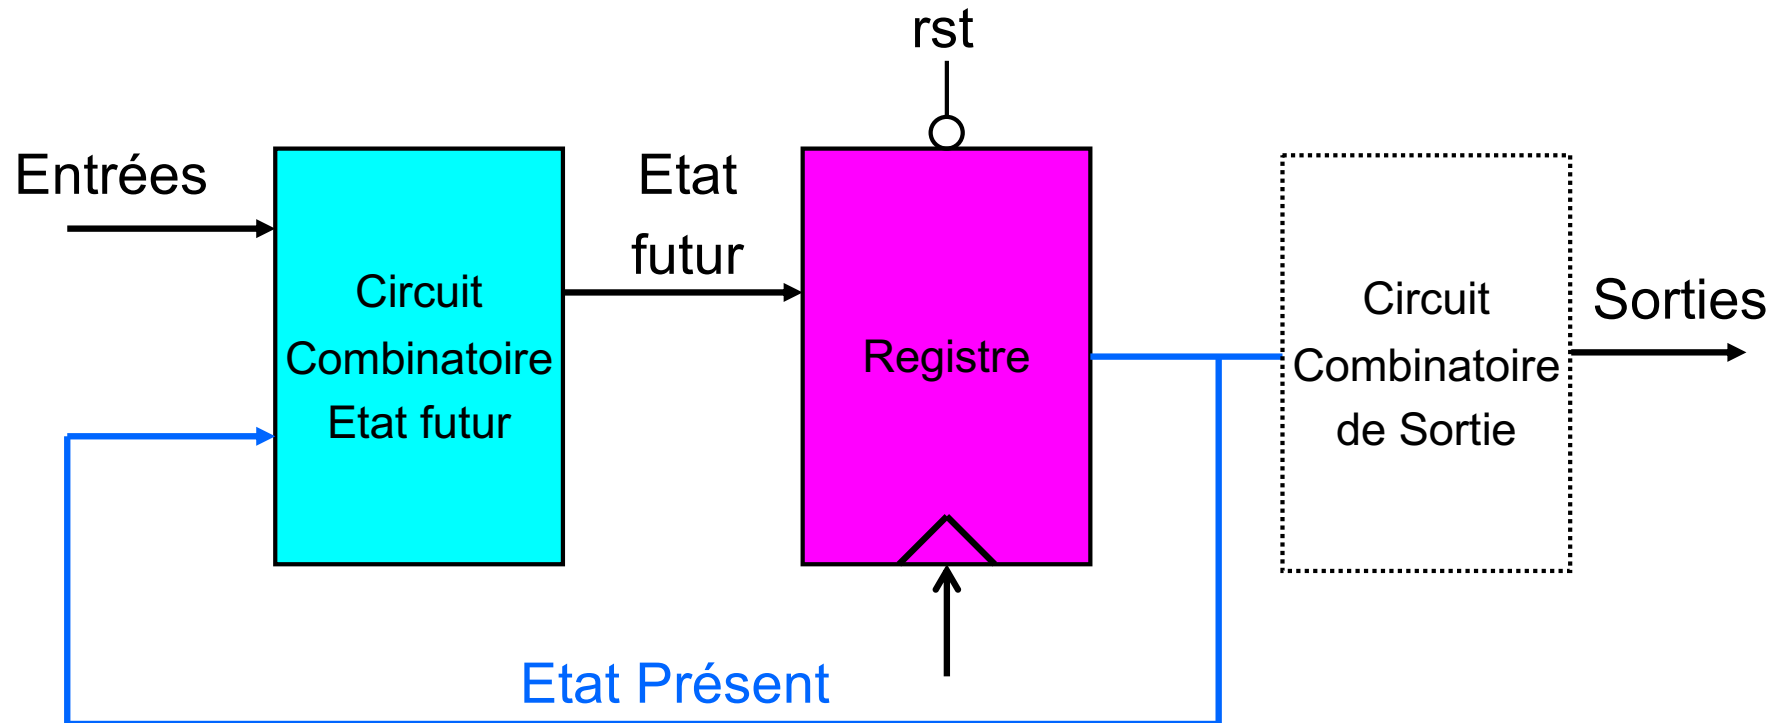 rst
Entrées
Circuit
Combinatoire
Etat futur
Etat
futur
Registre
Circuit
Combinatoire
de Sortie
Sorties
Etat Présent